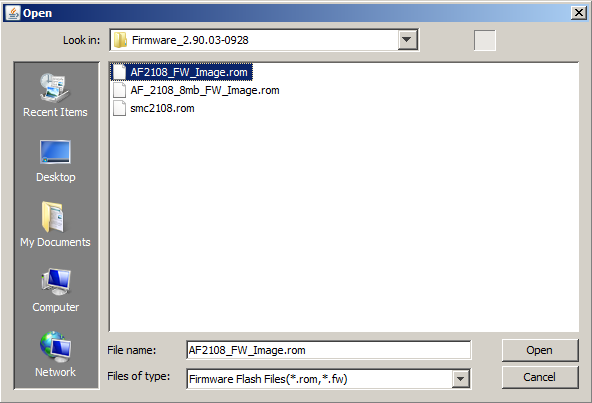 Open
Look in: Firmware_2.90.03-0928
AF2108_FW_Image.rom
AF_2108_8mb_FW_Image.rom
smc2108.rom
Recent Items
Desktop
My Documents
Computer
Network
File name: AF2108_FW_Image.rom Open
Files of type: Firmware Flash Files(*.rom,*.fw) Cancel